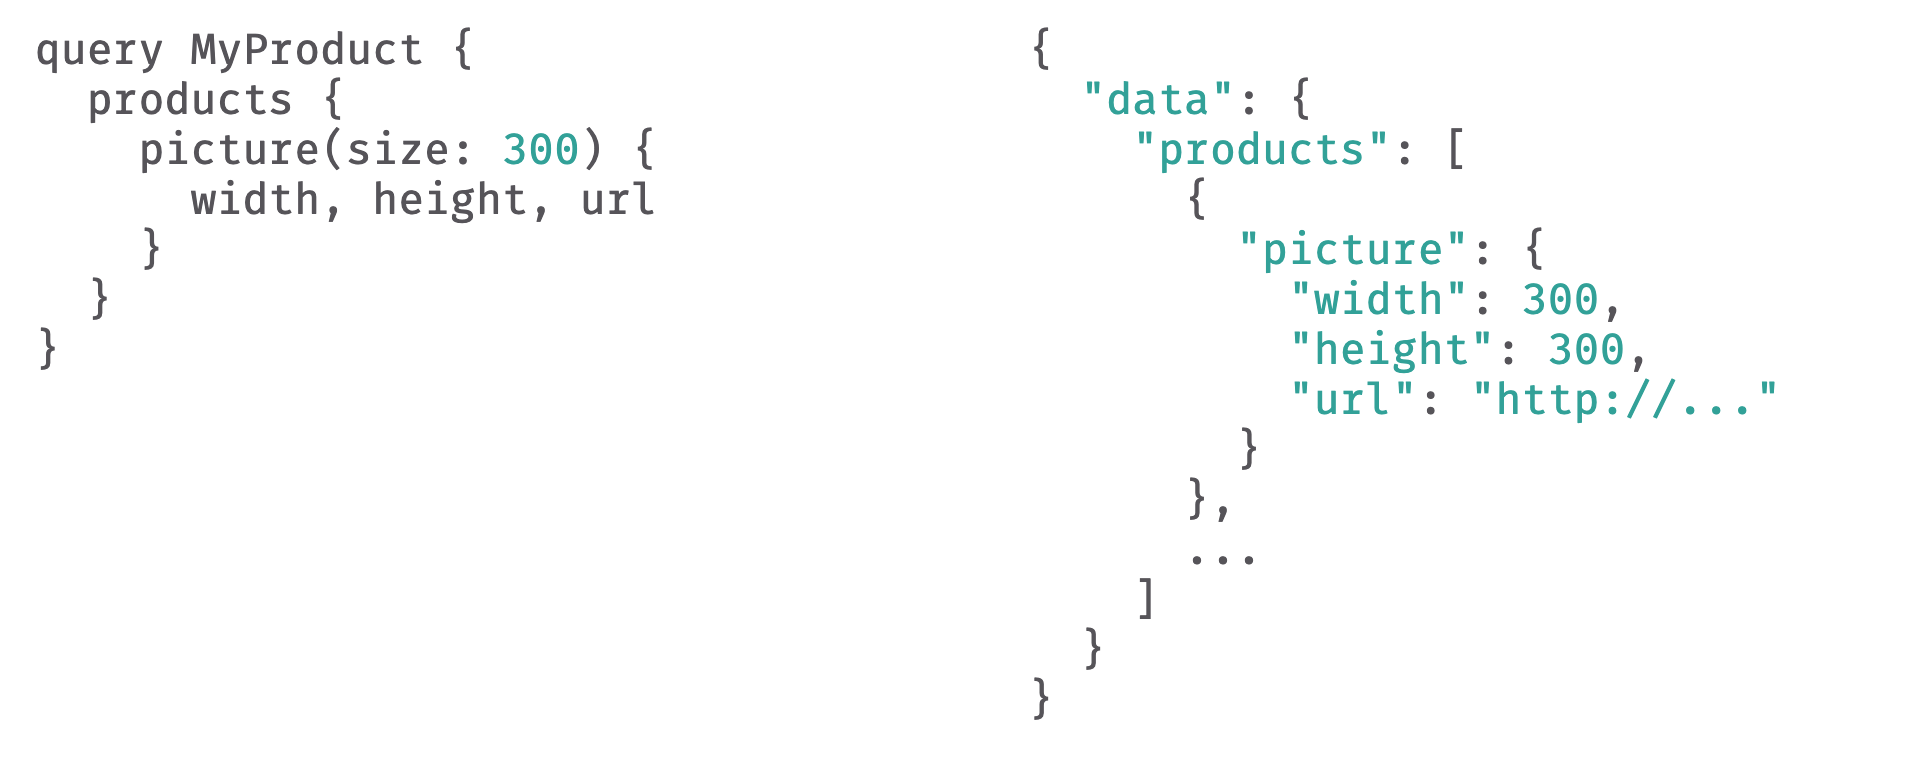 query MyProduct {
  products {
    picture(size: 300) {
      width, height, url
    }
  }
}
{
  "data": {
    "products": [
      {
        "picture": {
          "width": 300,
          "height": 300,
          "url": "http://..."
        }
      },
      ...
    ]
  }
}